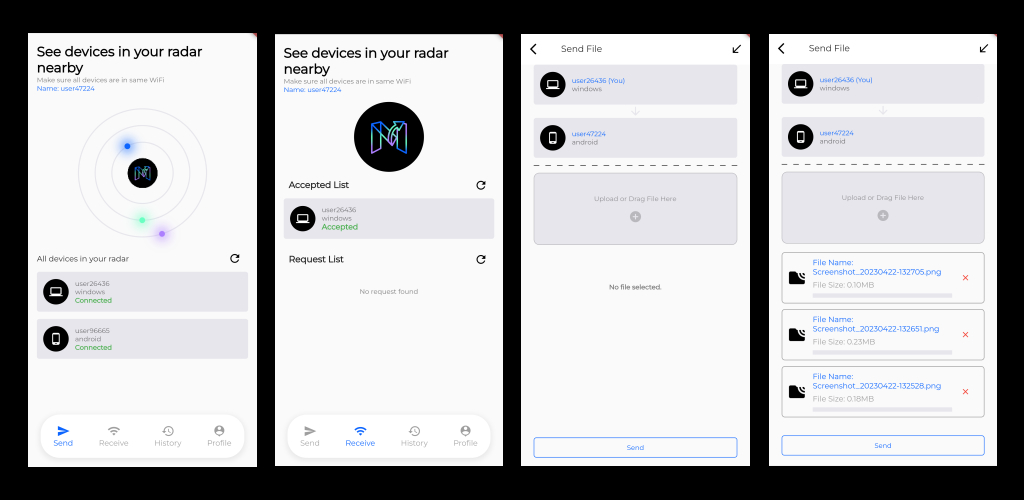 See devices in your radar
nearby
Make sure all devices are in same WiFi
Name: user47224
All devices in your radar
user26436
windows
Connected
user96665
android
Connected
Send
Receive
History
Profile
See devices in your radar
nearby
Make sure all devices are in same WiFi
Name: user47224
Accepted List
user26436
windows
Accepted
Request List
No request found
Send
Receive
History
Profile
Send File
user26436 (You)
windows
user47224
android
Upload or Drag File Here
No file selected.
Send
Send File
user26436 (You)
windows
user47224
android
Upload or Drag File Here
File Name:
Screenshot_20230422-132705.png
File Size: 0.10MB
File Name:
Screenshot_20230422-132651.png
File Size: 0.23MB
File Name:
Screenshot_20230422-132528.png
File Size: 0.18MB
Send